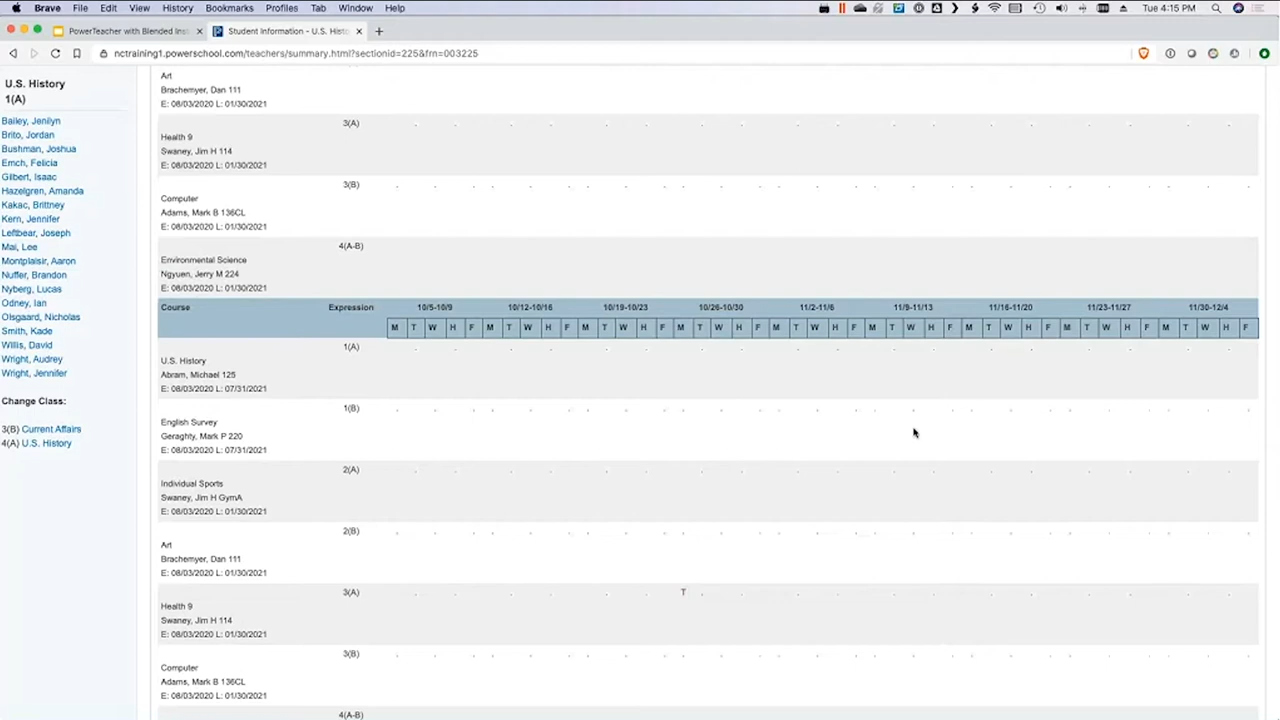 Brave File Edit View History Bookmarks Profiles Tab Window Help Tue 4:15 PM
PowerTeacher with Blended Inst Student Information - U.S. Hist
nctraining1.powerschool.com/teachers/summary.html?sectionid=225&frn=003225
U.S. History
1(A)
Bailey, Jenilyn
Brito, Jordan
Bushman, Joshua
Emch, Felicia
Gilbert, Isaac
Hazelgren, Amanda
Kakac, Brittney
Kern, Jennifer
Leftbear, Joseph
Mai, Lee
Montplaisir, Aaron
Nuffer, Brandon
Nyberg, Lucas
Odney, Ian
Olsgaard, Nicholas
Smith, Kade
Willis, David
Wright, Audrey
Wright, Jennifer
Change Class:
3(B) Current Affairs
4(A) U.S. History
Art
Brachemyer, Dan 111
E: 08/03/2020 L: 01/30/2021
3(A)
Health 9
Swaney, Jim H 114
E: 08/03/2020 L: 01/30/2021
3(B)
Computer
Adams, Mark B 136CL
E: 08/03/2020 L: 01/30/2021
4(A-B)
Environmental Science
Ngyuen, Jerry M 224
E: 08/03/2020 L: 01/30/2021
Course Expression 10/5-10/9 10/12-10/16 10/19-10/23 10/26-10/30 11/2-11/6 11/9-11/13 11/16-11/20 11/23-11/27 11/30-12/4
M T W H F M T W H F M T W H F M T W H F M T W H F M T W H F M T W H F M T W H F M T W H F
1(A)
U.S. History
Abram, Michael 125
E: 08/03/2020 L: 07/31/2021
1(B)
English Survey
Geraghty, Mark P 220
E: 08/03/2020 L: 07/31/2021
2(A)
Individual Sports
Swaney, Jim H GymA
E: 08/03/2020 L: 01/30/2021
2(B)
Art
Brachemyer, Dan 111
E: 08/03/2020 L: 01/30/2021
3(A) T
Health 9
Swaney, Jim H 114
E: 08/03/2020 L: 01/30/2021
3(B)
Computer
Adams, Mark B 136CL
E: 08/03/2020 L: 01/30/2021
4(A-B)